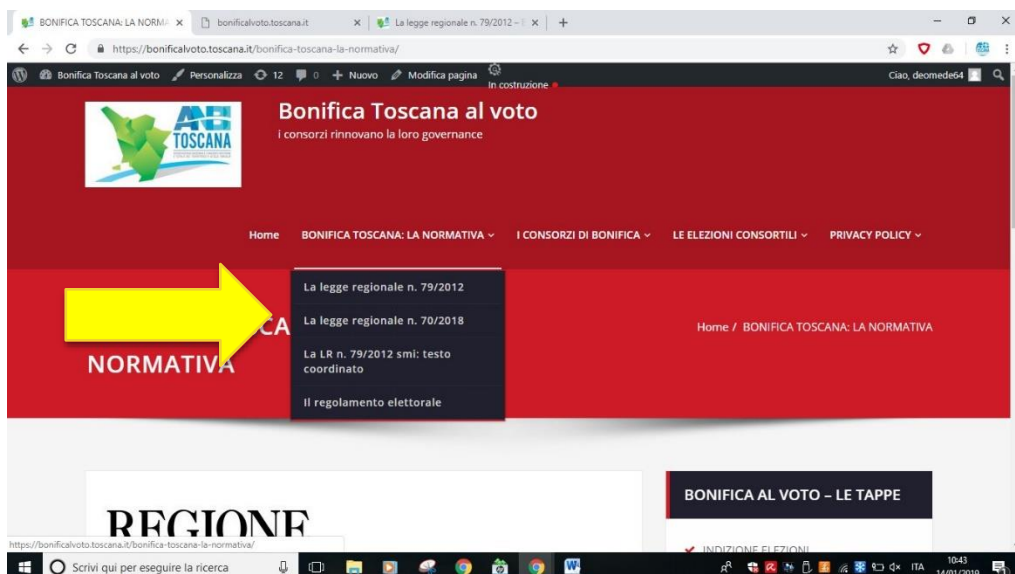 BONIFICA TOSCANA: LA NORMA
bonificalvoto.toscana.it
La legge regionale n. 79/2012 –
https://bonificalvoto.toscana.it/bonifica-toscana-la-normativa/
Bonifica Toscana al voto Personalizza 12 0 Nuovo Modifica pagina In costruzione Ciao, deomede64
TOSCANA
Bonifica Toscana al voto
i consorzi rinnovano la loro governance
Home BONIFICA TOSCANA: LA NORMATIVA I CONSORZI DI BONIFICA LE ELEZIONI CONSORTILI PRIVACY POLICY
La legge regionale n. 79/2012
La legge regionale n. 70/2018
La LR n. 79/2012 smi: testo
coordinato
Il regolamento elettorale
CA
NORMATIVA
Home / BONIFICA TOSCANA: LA NORMATIVA
REGIONE
BONIFICA AL VOTO – LE TAPPE
INDIZIONE ELEZIONI
https://bonificalvoto.toscana.it/bonifica-toscana-la-normativa/
Scrivi qui per eseguire la ricerca
ITA
10:43
14/01/2019